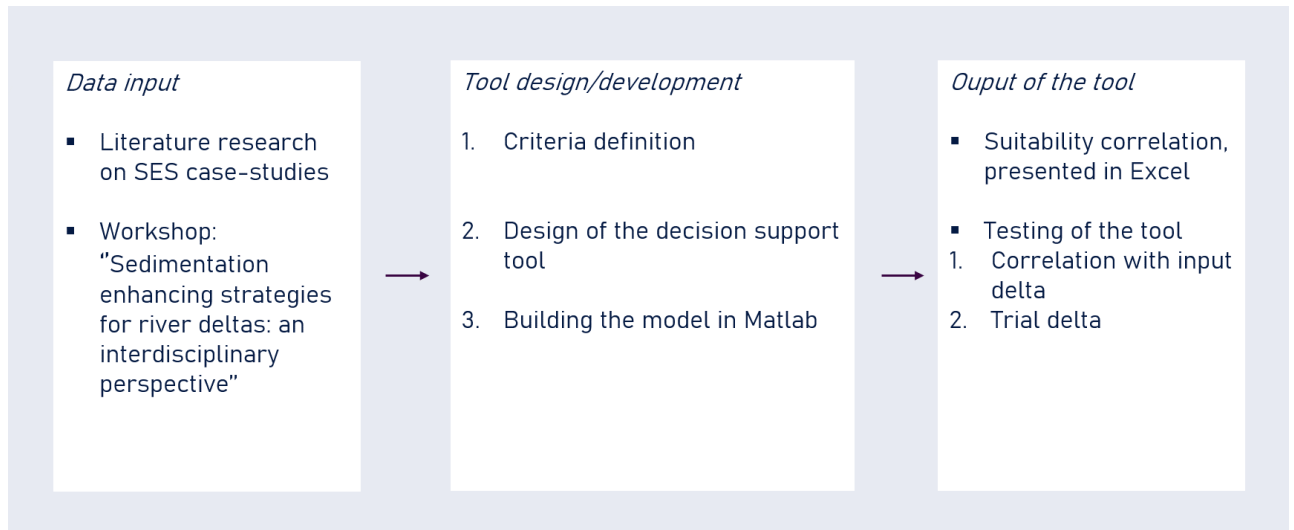 Data input
▪ Literature research
on SES case-studies
▪ Workshop:
‘’Sedimentation
enhancing strategies
for river deltas: an
interdisciplinary
perspective’’
Tool design/development
1. Criteria definition
2. Design of the decision support
tool
3. Building the model in Matlab
Ouput of the tool
▪ Suitability correlation,
presented in Excel
▪ Testing of the tool
1. Correlation with input
delta
2. Trial delta